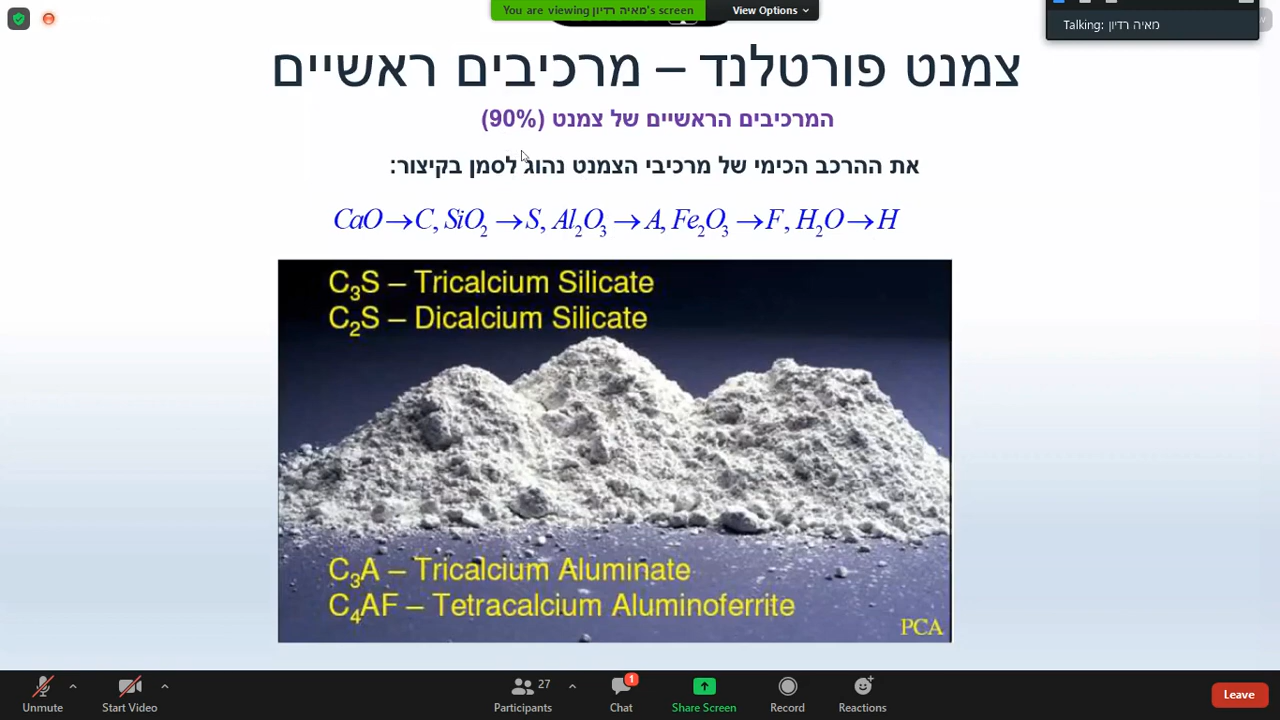 You are viewing מאיה רדיון's screen
View Options
Talking: מאיה רדיון
צמנט פורטלנד – מרכיבים ראשיים
המרכיבים הראשיים של צמנט (90%)
את ההרכב הכימי של מרכיבי הצמנט נהוג לסמן בקיצור:
CaO→C, SiO₂→S, Al₂O₃→A, Fe₂O₃→F, H₂O→H
C₃S – Tricalcium Silicate
C₂S – Dicalcium Silicate
C₃A – Tricalcium Aluminate
C₄AF – Tetracalcium Aluminoferrite
PCA
Unmute
Start Video
27
Participants
1
Chat
Share Screen
Record
Reactions
Leave